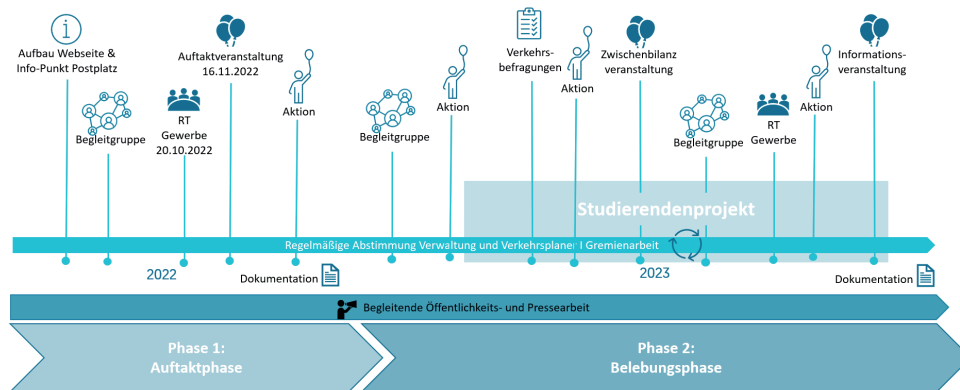 Aufbau Webseite &
Info-Punkt Postplatz
Begleitgruppe
RT
Gewerbe
20.10.2022
Auftaktveranstaltung
16.11.2022
Aktion
Begleitgruppe
Aktion
Verkehrs-
befragungen
Aktion
Zwischenbilanz
veranstaltung
Begleitgruppe
RT
Gewerbe
Aktion
Informations-
veranstaltung
Studierendenprojekt
Regelmäßige Abstimmung Verwaltung und Verkehrsplaner I Gremienarbeit
2022
Dokumentation
2023
Dokumentation
Begleitende Öffentlichkeits- und Pressearbeit
Phase 1:
Auftaktphase
Phase 2:
Belebungsphase